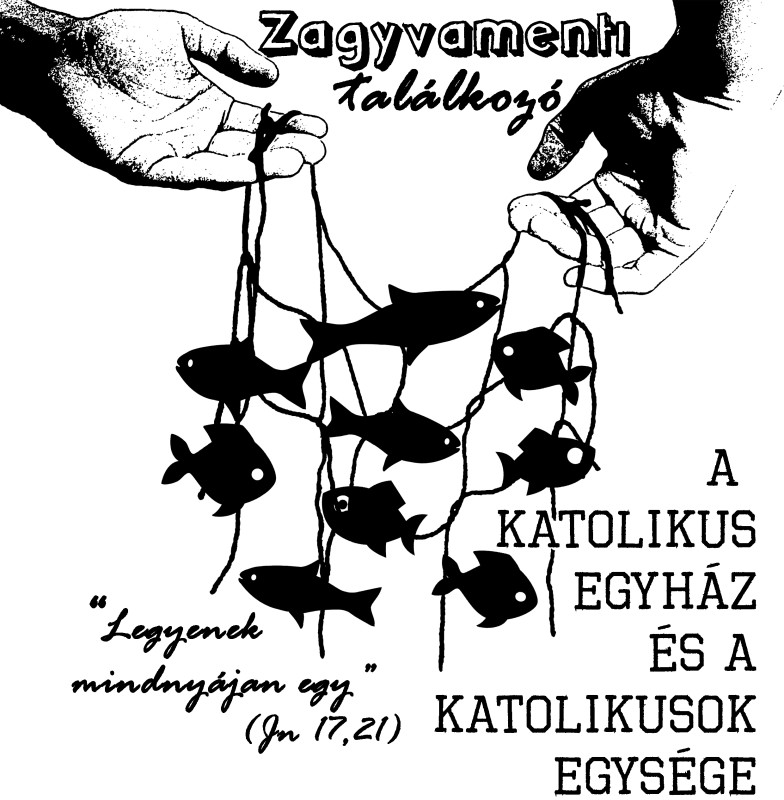 Zagyvamenti
találkozó
A
KATOLIKUS
EGYHÁZ
ÉS A
KATOLIKUSOK
EGYSÉGE
“Legyenek
mindnyájan egy”
(Jn 17,21)